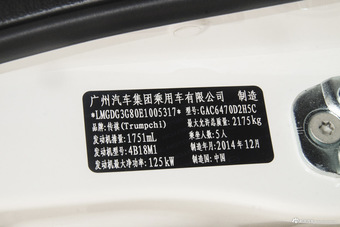 广州汽车集团乘用车有限公司 制造
*LMGDG3G80E1005317* 型号:GAC6470D2H5C
品牌:传祺(Trumpchi) 最大允许总质量:2175kg
发动机排量:1751mL 乘坐人数:5人
发动机型号:4B18M1 制造年月:2014年12月
发动机最大净功率:125kW 制造国:中国